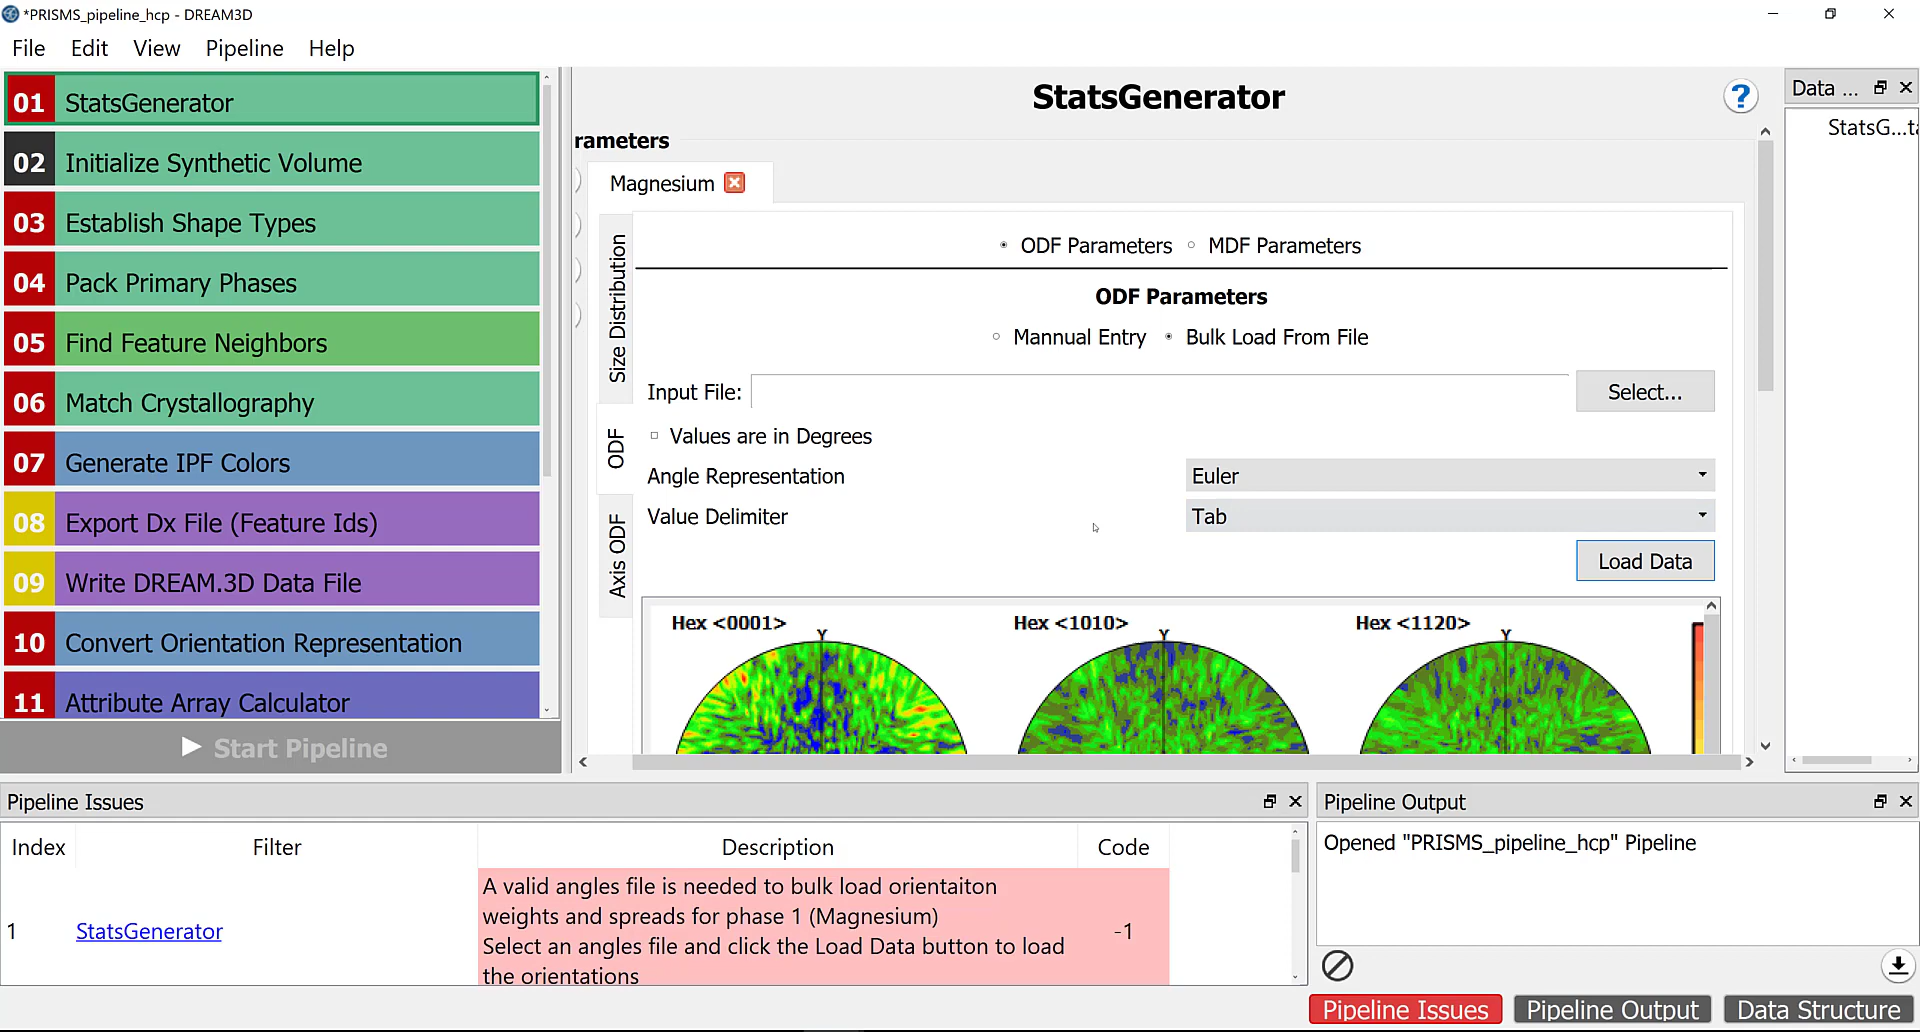 *PRISMS_pipeline_hcp - DREAM3D
File Edit View Pipeline Help
01 StatsGenerator
02 Initialize Synthetic Volume
03 Establish Shape Types
04 Pack Primary Phases
05 Find Feature Neighbors
06 Match Crystallography
07 Generate IPF Colors
08 Export Dx File (Feature Ids)
09 Write DREAM.3D Data File
10 Convert Orientation Representation
11 Attribute Array Calculator
Start Pipeline
StatsGenerator
?
rameters
Magnesium
Size Distribution
ODF
Axis ODF
ODF Parameters MDF Parameters
ODF Parameters
Mannual Entry Bulk Load From File
Input File: Select...
Values are in Degrees
Angle Representation Euler
Value Delimiter Tab
Load Data
Hex <0001> Hex <1010> Hex <1120>
Y Y Y
Data ...
StatsG...ta
Pipeline Issues
Index Filter Description Code
1 StatsGenerator
A valid angles file is needed to bulk load orientaiton
weights and spreads for phase 1 (Magnesium)
Select an angles file and click the Load Data button to load
the orientations
-1
Pipeline Output
Opened "PRISMS_pipeline_hcp" Pipeline
Pipeline Issues Pipeline Output Data Structure